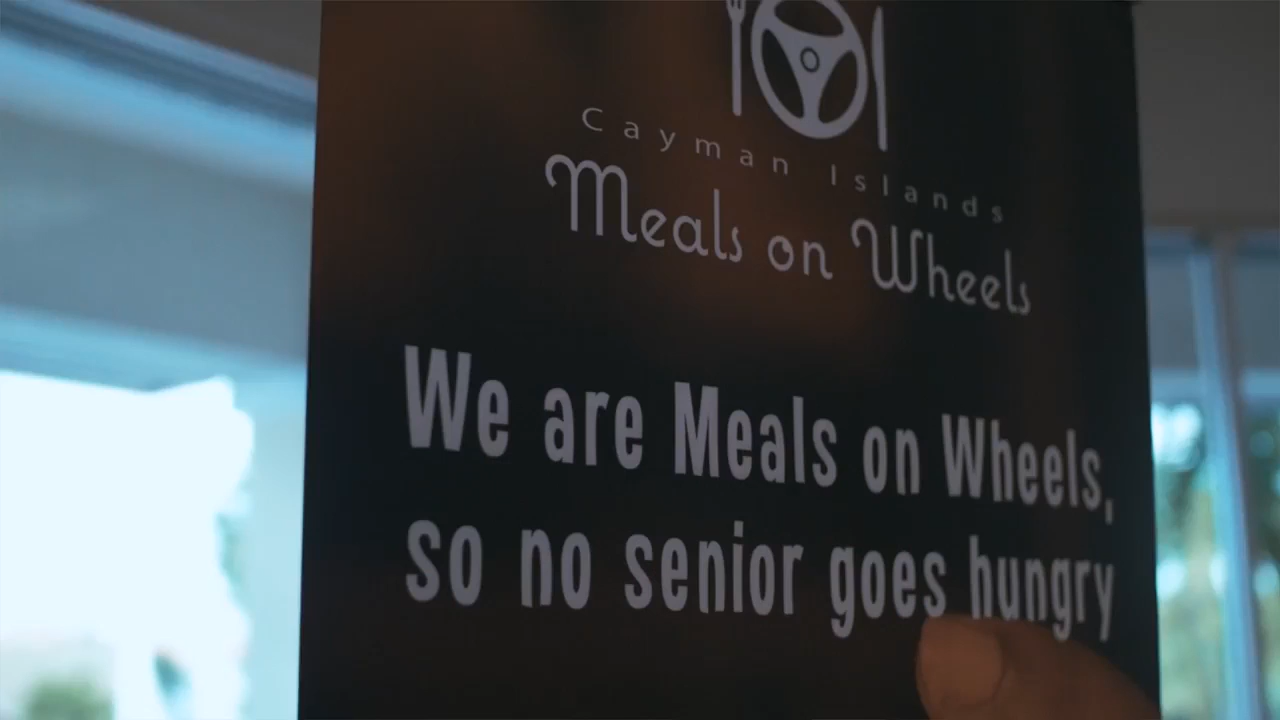 Cayman Islands
Meals on Wheels
We are Meals on Wheels,
so no senior goes hungry